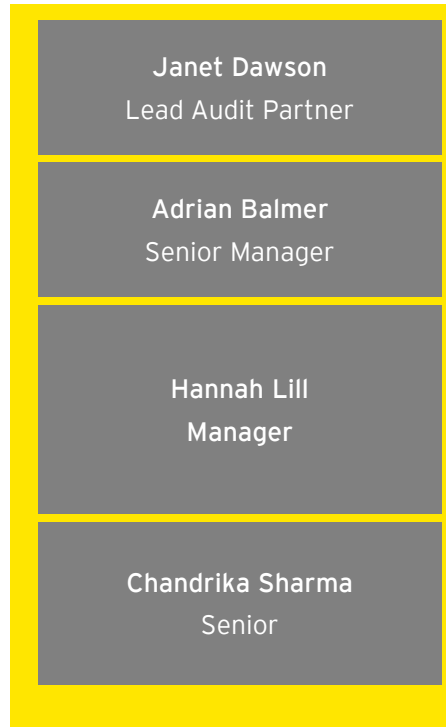 Janet Dawson
Lead Audit Partner
Adrian Balmer
Senior Manager
Hannah Lill
Manager
Chandrika Sharma
Senior